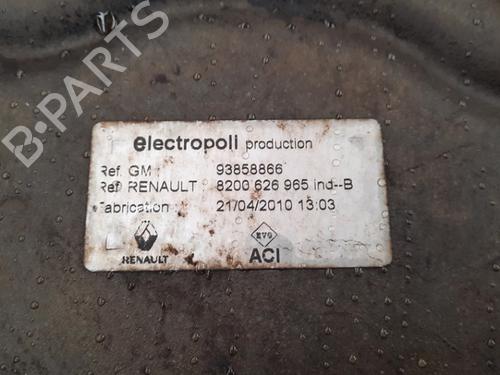 B-PARTS
electropoli production
Ref. GM : 93858866
Ref. RENAULT : 8200 626 965 ind--B
Fabrication : 21/04/2010 13:03
RENAULT
ACI